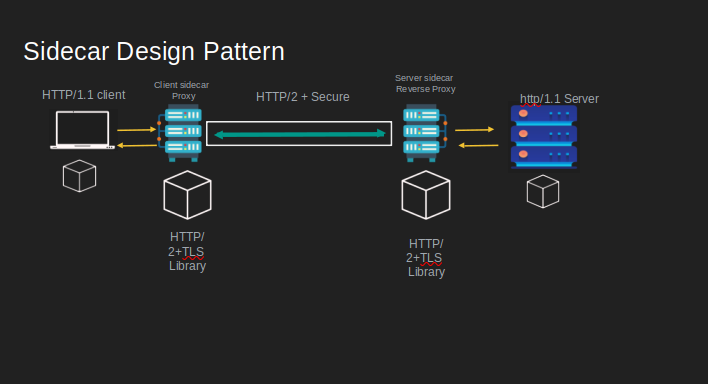 Sidecar Design Pattern
HTTP/1.1 client
Client sidecar
Proxy
HTTP/2 + Secure
Server sidecar
Reverse Proxy
http/1.1 Server
HTTP/
2+TLS
Library
HTTP/
2+TLS
Library